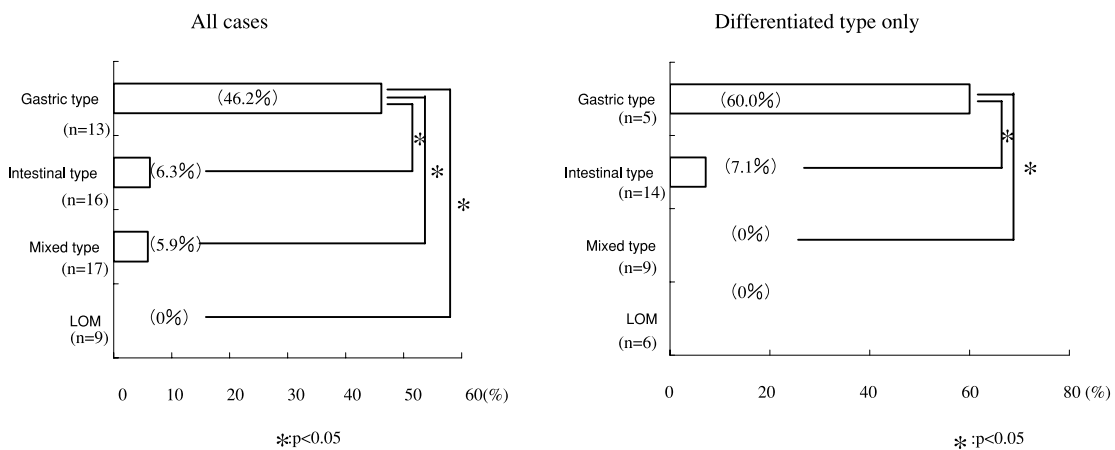 All cases
Gastric type
(n=13)
(46.2%)
*
Intestinal type
(n=16)
(6.3%)
*
Mixed type
(n=17)
(5.9%)
*
LOM
(n=9)
(0%)
0 10 20 30 40 50 60(%)
*:p<0.05
Differentiated type only
Gastric type
(n=5)
(60.0%)
*
Intestinal type
(n=14)
(7.1%)
*
Mixed type
(n=9)
(0%)
(0%)
LOM
(n=6)
0 20 40 60 80 (%)
* :p<0.05